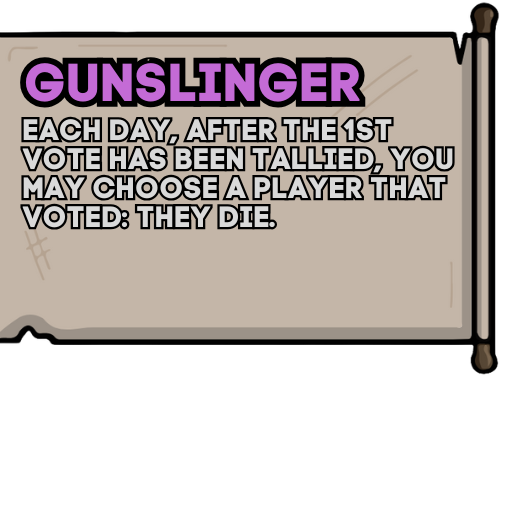 GUNSLINGER
EACH DAY, AFTER THE 1ST
VOTE HAS BEEN TALLIED, YOU
MAY CHOOSE A PLAYER THAT
VOTED: THEY DIE.